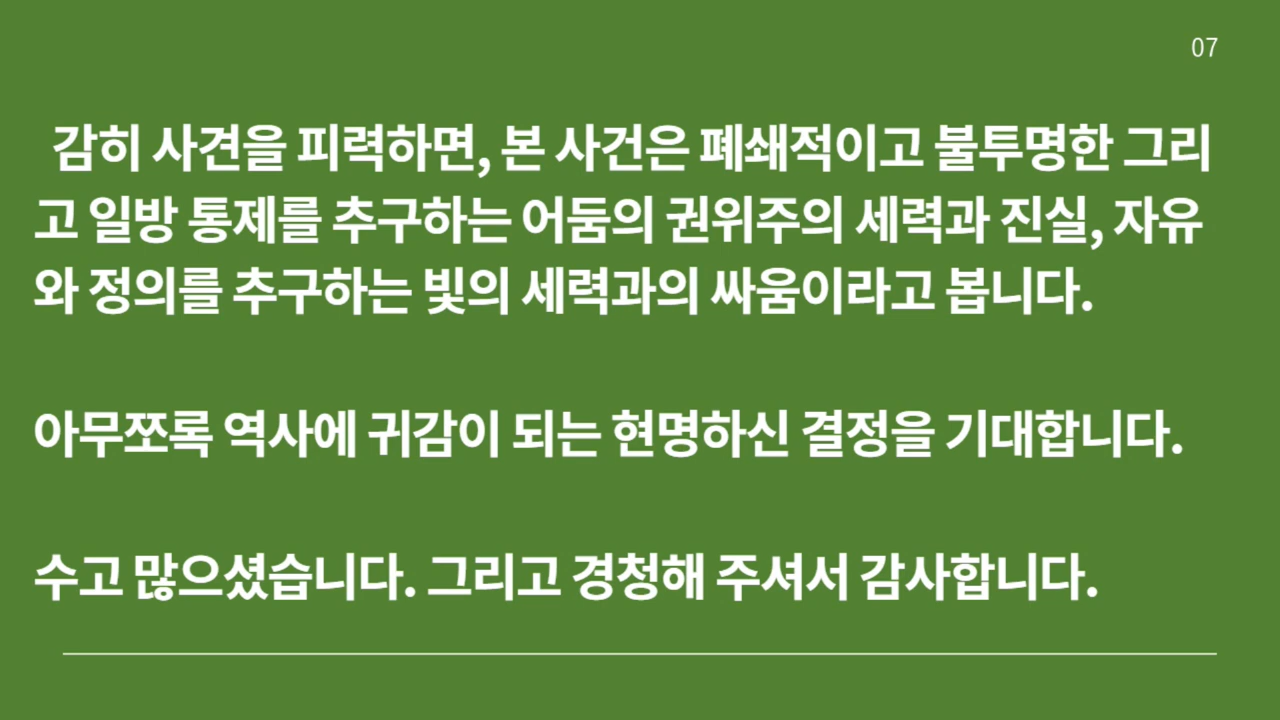 07
감히 사견을 피력하면, 본 사건은 폐쇄적이고 불투명한 그리
고 일방 통제를 추구하는 어둠의 권위주의 세력과 진실, 자유
와 정의를 추구하는 빛의 세력과의 싸움이라고 봅니다.
아무쪼록 역사에 귀감이 되는 현명하신 결정을 기대합니다.
수고 많으셨습니다. 그리고 경청해 주셔서 감사합니다.